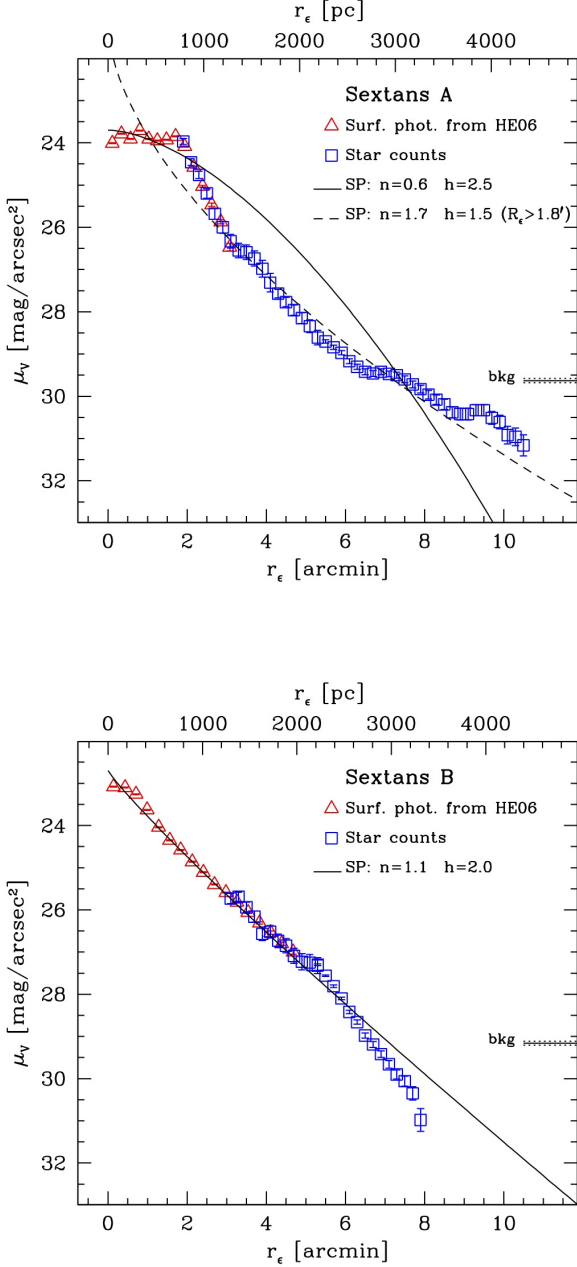 r_ε [pc]
0 1000 2000 3000 4000
Sextans A
Surf. phot. from HE06
Star counts
SP: n=0.6 h=2.5
SP: n=1.7 h=1.5 (R_ε>1.8′)
24
26
28
30
32
μ_V [mag/arcsec²]
bkg
0 2 4 6 8 10
r_ε [arcmin]
r_ε [pc]
0 1000 2000 3000 4000
Sextans B
Surf. phot. from HE06
Star counts
SP: n=1.1 h=2.0
24
26
28
30
32
μ_V [mag/arcsec²]
bkg
0 2 4 6 8 10
r_ε [arcmin]